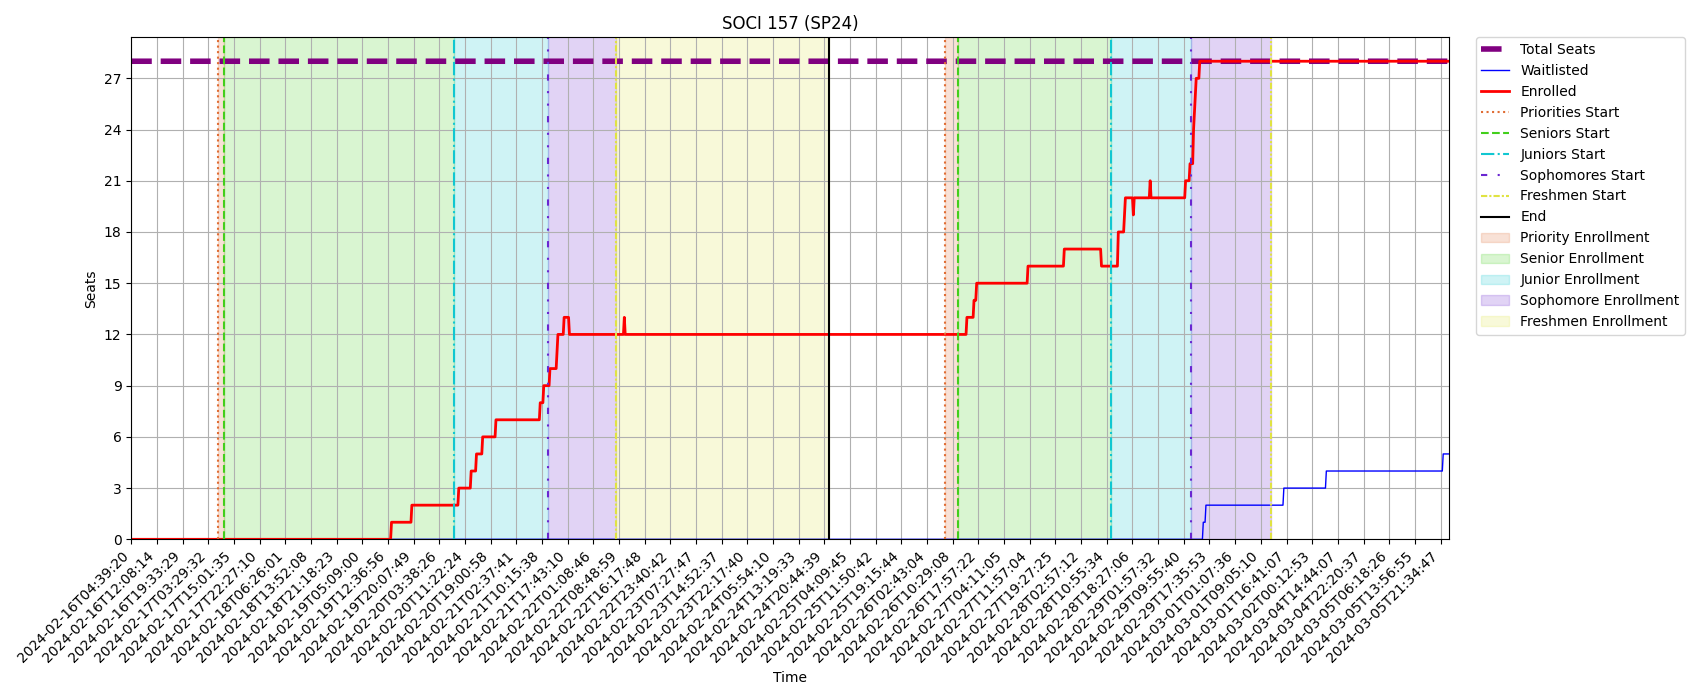 SOCI 157 (SP24)
Seats
27
24
21
18
15
12
9
6
3
0
2024-02-16T04:39:20
2024-02-16T12:08:14
2024-02-16T19:33:29
2024-02-17T03:29:32
2024-02-17T15:01:35
2024-02-17T22:27:10
2024-02-18T06:26:01
2024-02-18T13:52:08
2024-02-18T21:18:23
2024-02-19T05:09:00
2024-02-19T12:36:56
2024-02-19T20:07:49
2024-02-20T03:38:26
2024-02-20T11:22:24
2024-02-20T19:00:58
2024-02-21T02:37:41
2024-02-21T10:15:38
2024-02-21T17:43:10
2024-02-22T01:08:46
2024-02-22T08:48:59
2024-02-22T16:17:48
2024-02-22T23:40:42
2024-02-23T07:27:47
2024-02-23T14:52:37
2024-02-23T22:17:40
2024-02-24T05:54:10
2024-02-24T13:19:33
2024-02-24T20:44:39
2024-02-25T04:09:45
2024-02-25T11:50:42
2024-02-25T19:15:44
2024-02-26T02:43:04
2024-02-26T10:29:08
2024-02-26T17:57:22
2024-02-27T04:11:05
2024-02-27T11:57:04
2024-02-27T19:27:25
2024-02-28T02:57:12
2024-02-28T10:55:34
2024-02-28T18:27:06
2024-02-29T01:57:32
2024-02-29T09:55:40
2024-02-29T17:35:53
2024-03-01T01:07:36
2024-03-01T09:05:10
2024-03-01T16:41:07
2024-03-04T00:12:53
2024-03-04T14:44:07
2024-03-04T22:20:37
2024-03-05T06:18:26
2024-03-05T13:56:55
2024-03-05T21:34:47
Time
Total Seats
Waitlisted
Enrolled
Priorities Start
Seniors Start
Juniors Start
Sophomores Start
Freshmen Start
End
Priority Enrollment
Senior Enrollment
Junior Enrollment
Sophomore Enrollment
Freshmen Enrollment